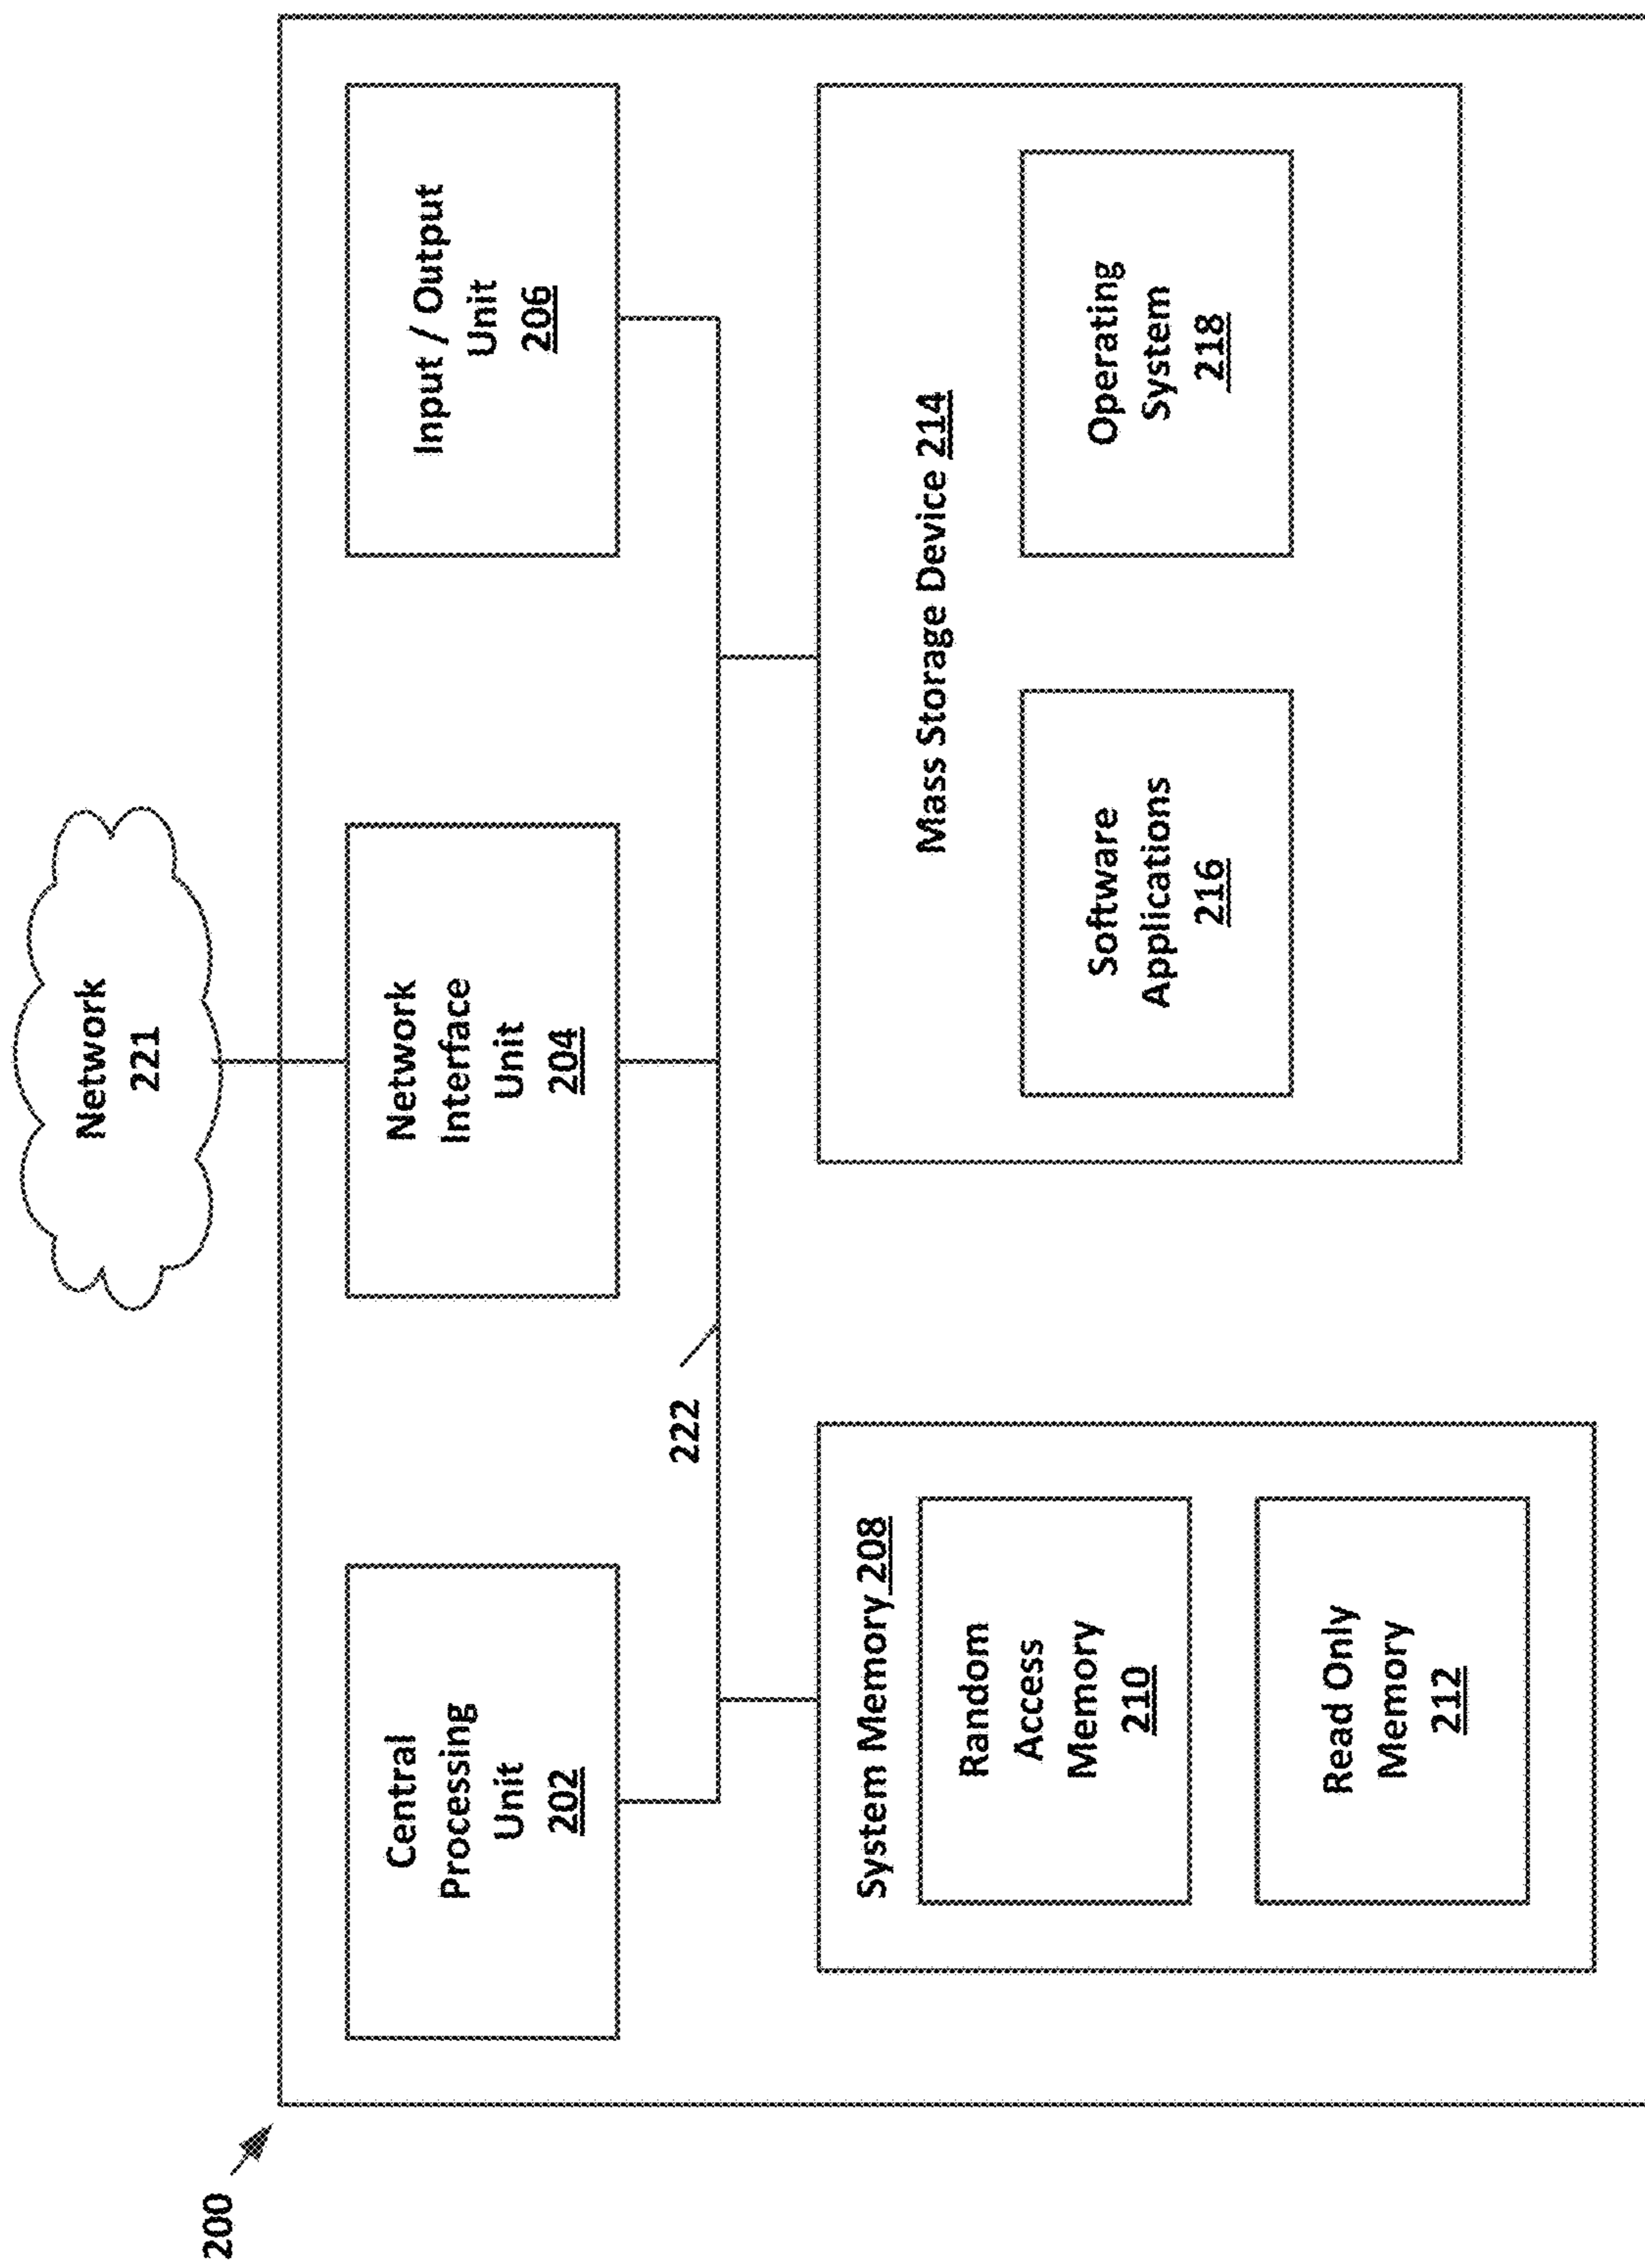 200
Network
221
Central
Processing
Unit
202
Network
Interface
Unit
204
Input / Output
Unit
206
222
System Memory 208
Random
Access
Memory
210
Read Only
Memory
212
Mass Storage Device 214
Software
Applications
216
Operating
System
218